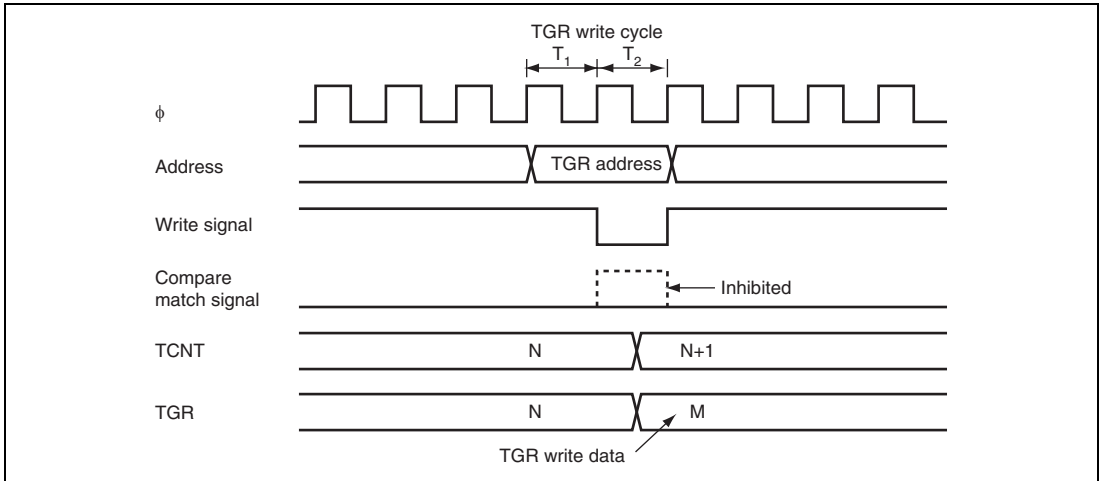 TGR write cycle
T1 T2
ϕ
Address
TGR address
Write signal
Compare
match signal
Inhibited
TCNT
N
N+1
TGR
N
M
TGR write data